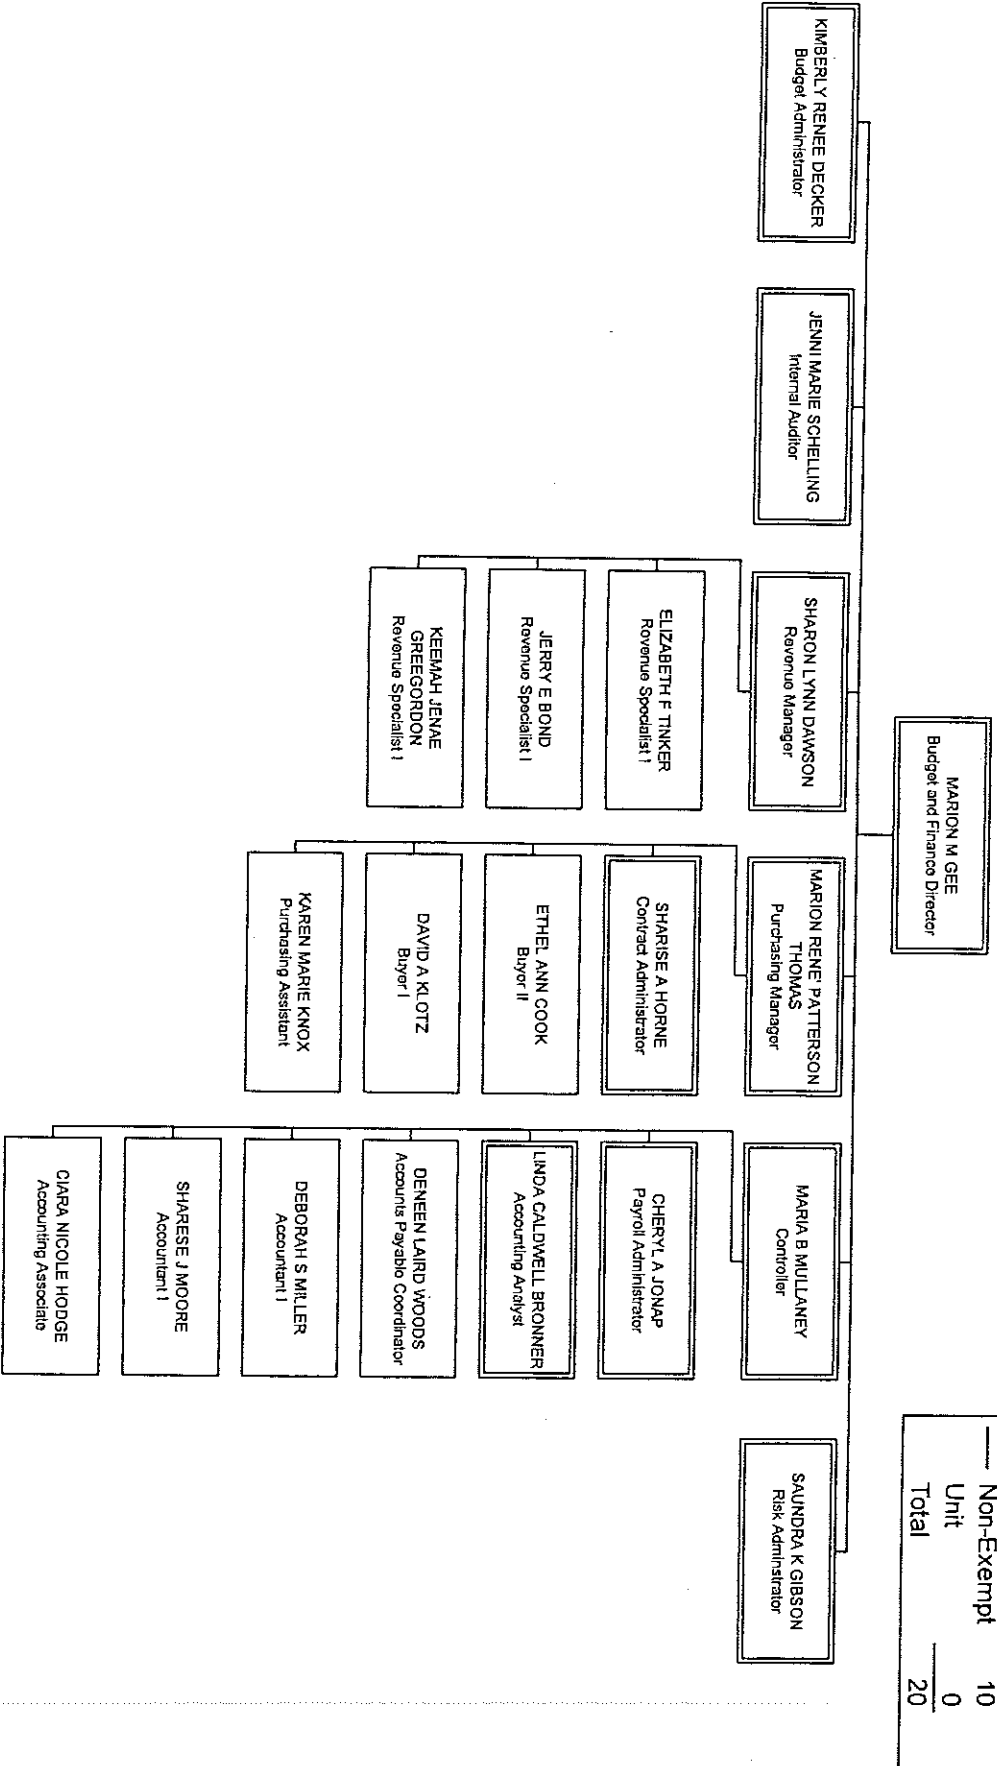 Non-Exempt 10
Unit 0
Total 20
MARION M GEE
Budget and Finance Director
KIMBERLY RENEE DECKER
Budget Administrator
JENNI MARIE SCHELLING
Internal Auditor
SHARON LYNN DAWSON
Revenue Manager
ELIZABETH F TINKER
Revenue Specialist I
JERRY E BOND
Revenue Specialist I
KEEMAH JENAE
GREEGORDON
Revenue Specialist I
MARION RENE' PATTERSON
THOMAS
Purchasing Manager
SHARISE A HORNE
Contract Administrator
ETHEL ANN COOK
Buyer II
DAVID A KLOTZ
Buyer I
KAREN MARIE KNOX
Purchasing Assistant
MARIA B MULLANEY
Controller
CHERYL A JONAP
Payroll Administrator
LINDA CALDWELL BRONNER
Accounting Analyst
DENEEN LAIRD WOODS
Accounts Payable Coordinator
DEBORAH S MILLER
Accountant I
SHARESE J MOORE
Accountant I
CIARA NICOLE HODGE
Accounting Associate
SAUNDRA K GIBSON
Risk Adminstrator